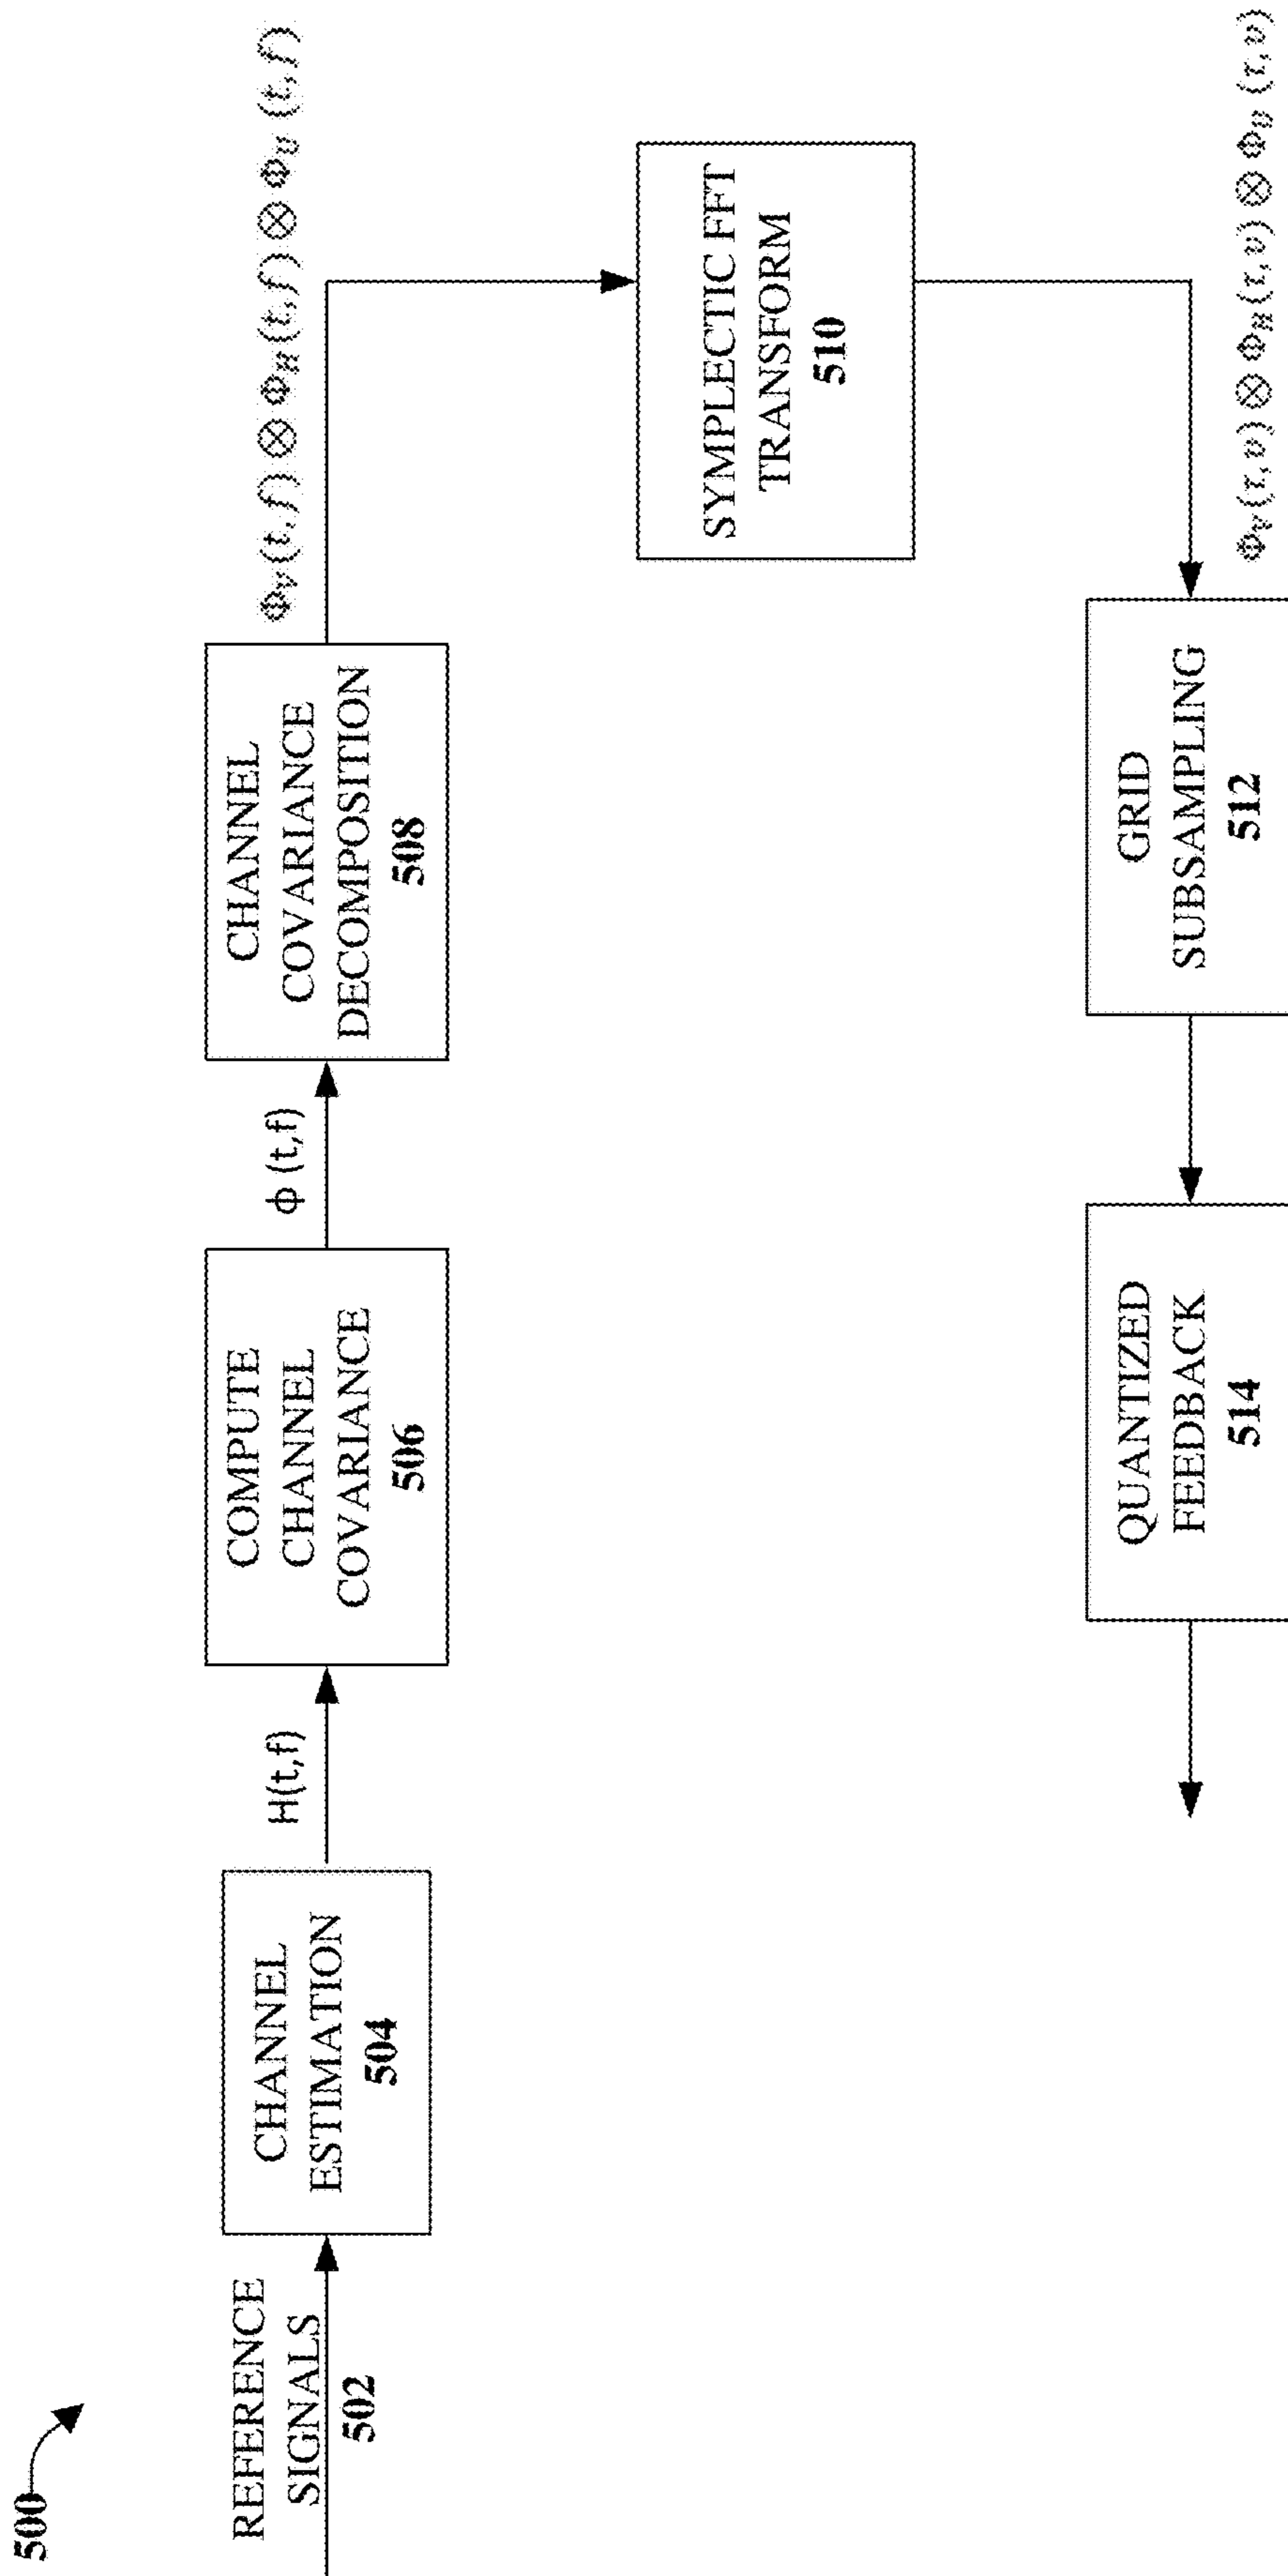 500
REFERENCE
SIGNALS
502
CHANNEL
ESTIMATION
504
H(t,f)
COMPUTE
CHANNEL
COVARIANCE
506
ϕ (t,f)
CHANNEL
COVARIANCE
DECOMPOSITION
508
Φ_V(t,f) ⊗ Φ_H(t,f) ⊗ Φ_U (t,f)
SYMPLECTIC FFT
TRANSFORM
510
Φ_V(τ,υ) ⊗ Φ_H(τ,υ) ⊗ Φ_U (τ,υ)
GRID
SUBSAMPLING
512
QUANTIZED
FEEDBACK
514